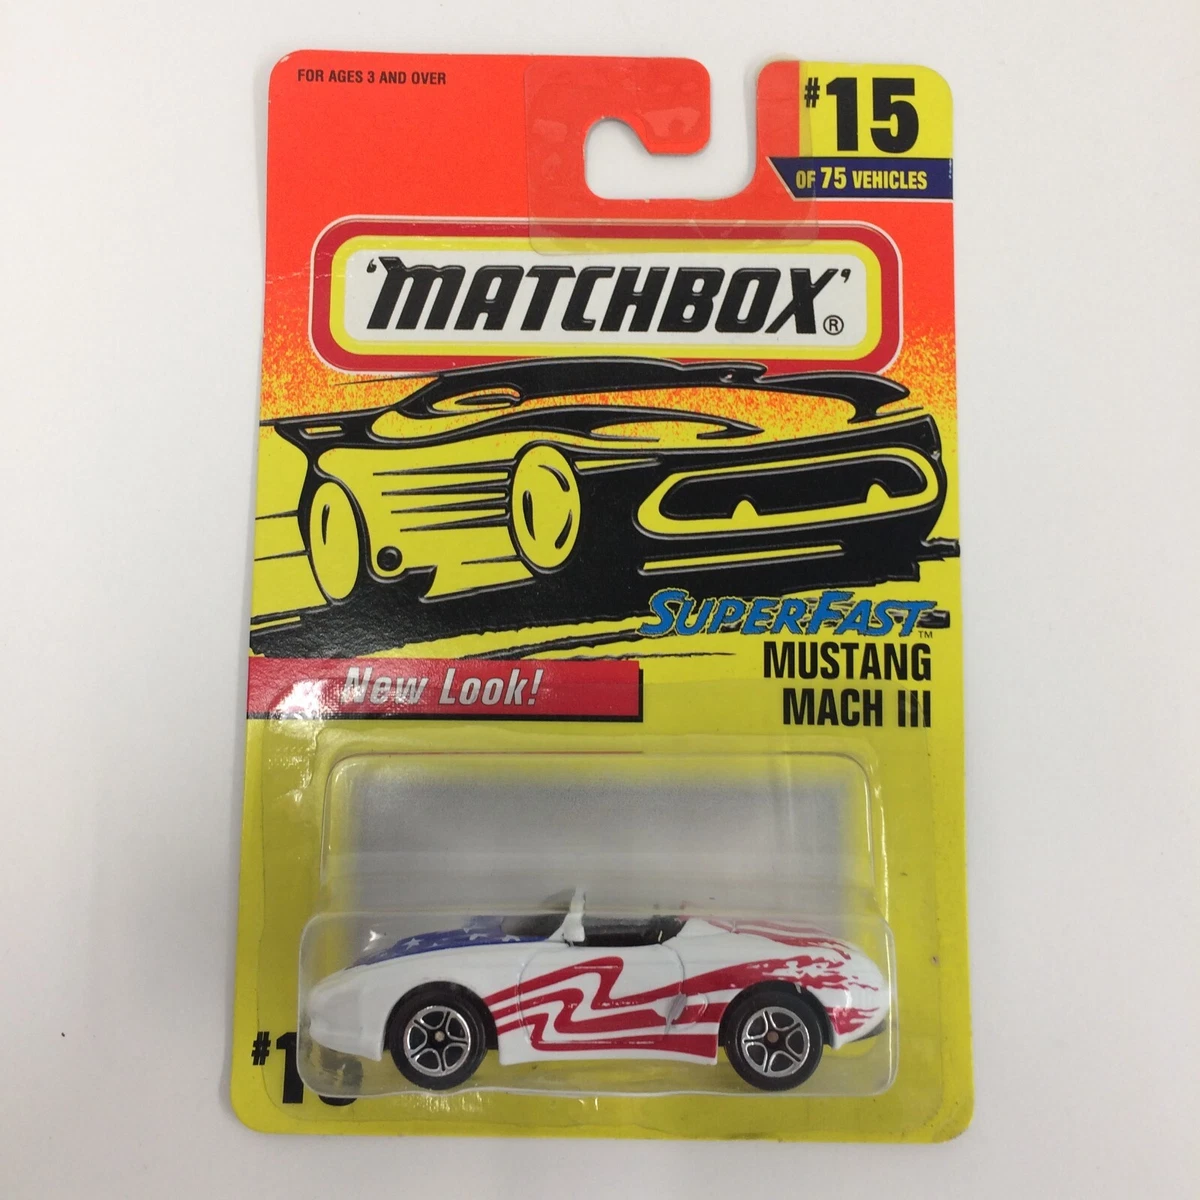 FOR AGES 3 AND OVER
#15
OF 75 VEHICLES
'MATCHBOX'®
SUPERFAST™
MUSTANG
MACH III
New Look!